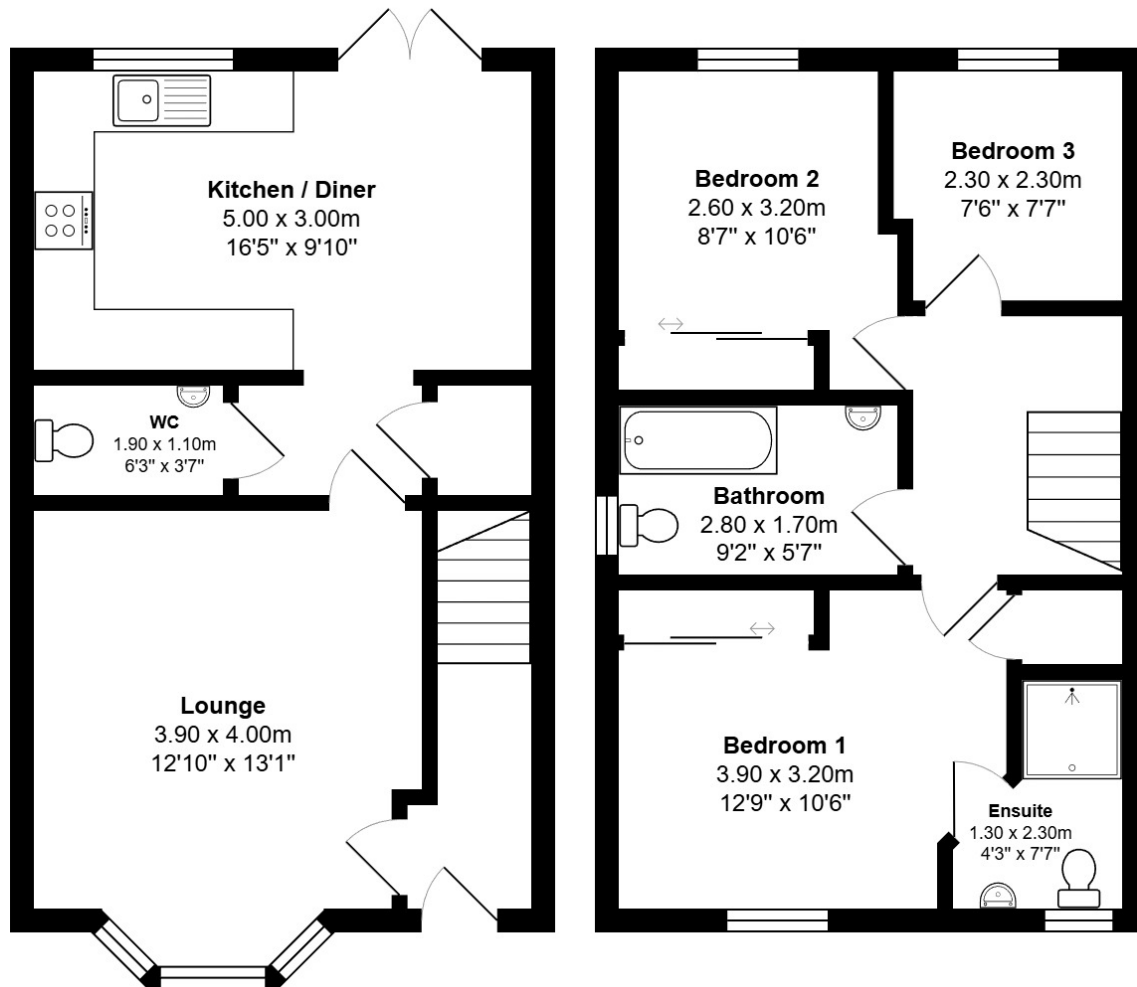 Kitchen / Diner
5.00 x 3.00m
16'5" x 9'10"
WC
1.90 x 1.10m
6'3" x 3'7"
Lounge
3.90 x 4.00m
12'10" x 13'1"
Bedroom 2
2.60 x 3.20m
8'7" x 10'6"
Bedroom 3
2.30 x 2.30m
7'6" x 7'7"
Bathroom
2.80 x 1.70m
9'2" x 5'7"
Bedroom 1
3.90 x 3.20m
12'9" x 10'6"
Ensuite
1.30 x 2.30m
4'3" x 7'7"